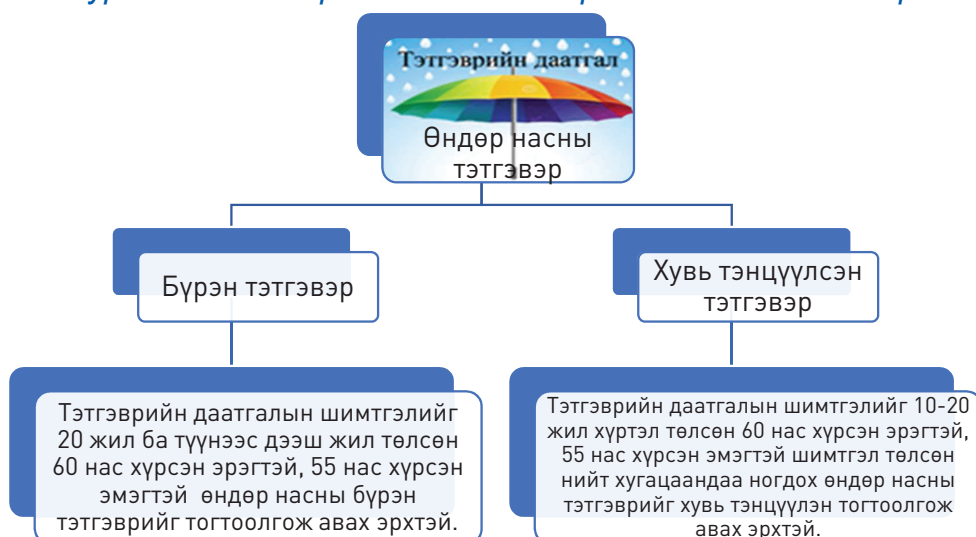 Тэтгэврийн даатгал
Өндөр насны
тэтгэвэр
Бүрэн тэтгэвэр
Хувь тэнцүүлсэн
тэтгэвэр
Тэтгэврийн даатгалын шимтгэлийг
20 жил ба түүнээс дээш жил төлсөн
60 нас хүрсэн эрэгтэй, 55 нас хүрсэн
эмэгтэй өндөр насны бүрэн
тэтгэврийг тогтоолгож авах эрхтэй.
Тэтгэврийн даатгалын шимтгэлийг 10-20
жил хүртэл төлсөн 60 нас хүрсэн эрэгтэй,
55 нас хүрсэн эмэгтэй шимтгэл төлсөн
нийт хугацаандаа ногдох өндөр насны
тэтгэврийг хувь тэнцүүлэн тогтоолгож
авах эрхтэй.